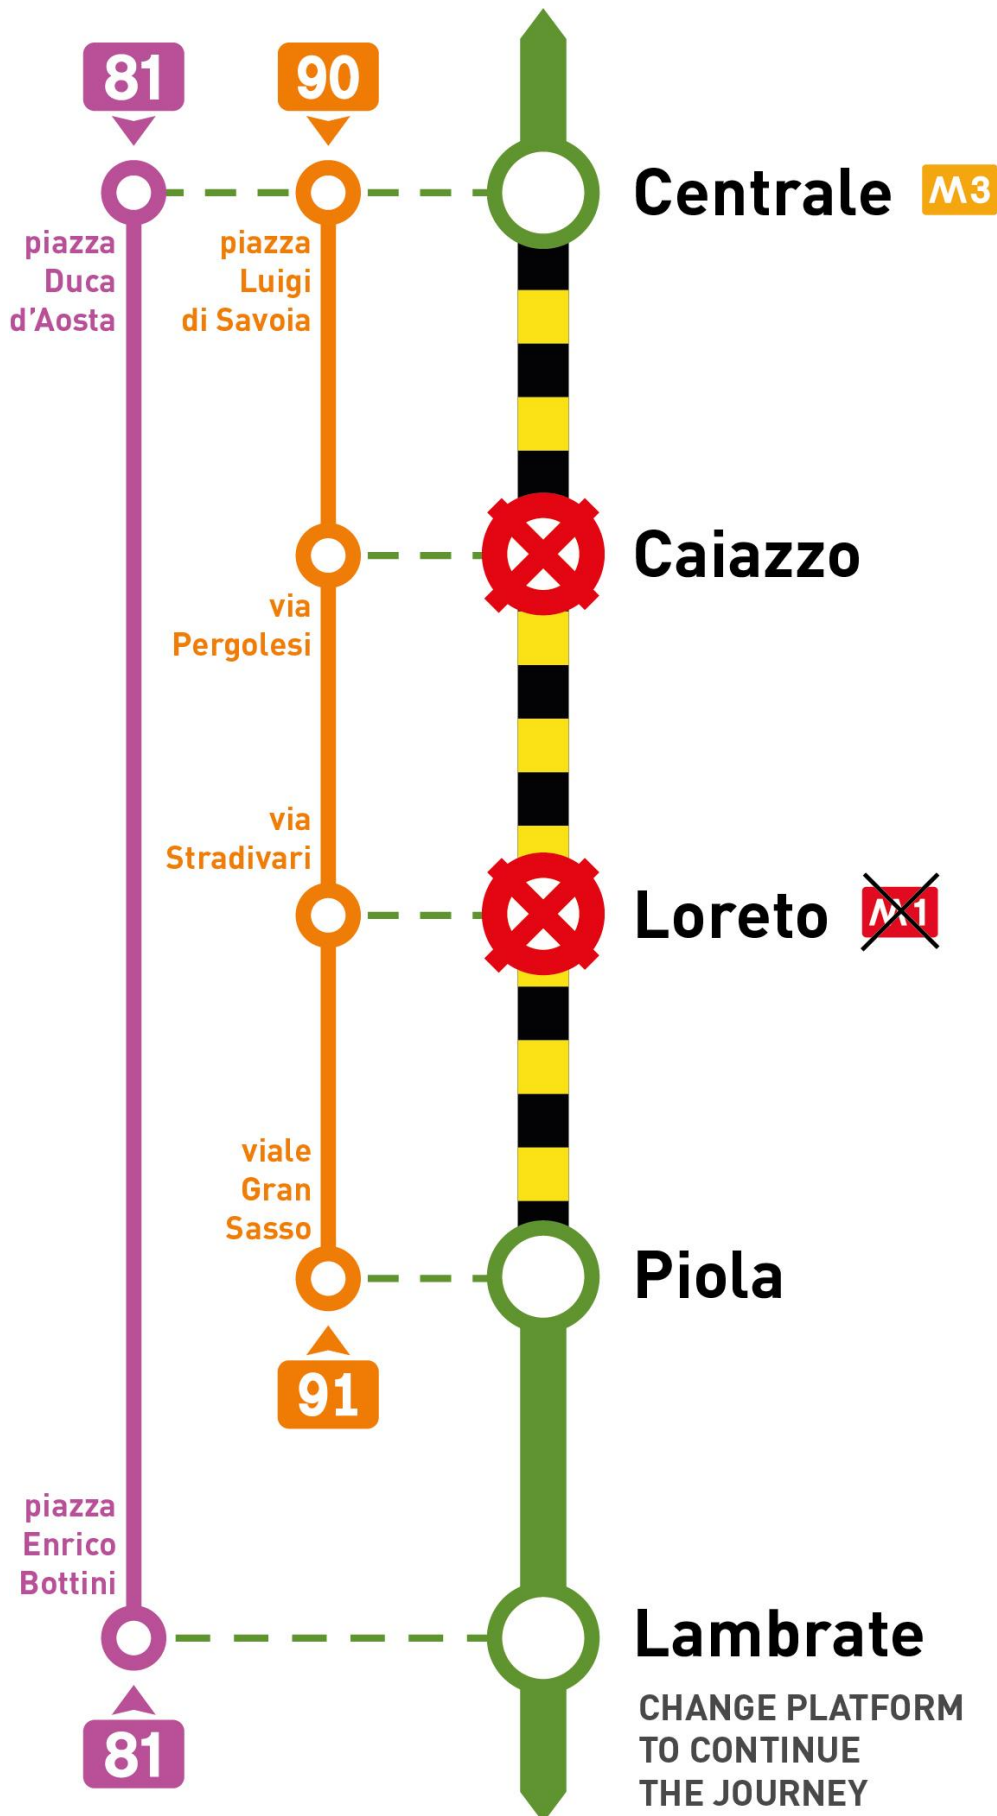 81
90
Centrale M3
piazza
Duca
d'Aosta
piazza
Luigi
di Savoia
Caiazzo
via
Pergolesi
via
Stradivari
Loreto M1
viale
Gran
Sasso
Piola
91
piazza
Enrico
Bottini
Lambrate
CHANGE PLATFORM
TO CONTINUE
THE JOURNEY
81